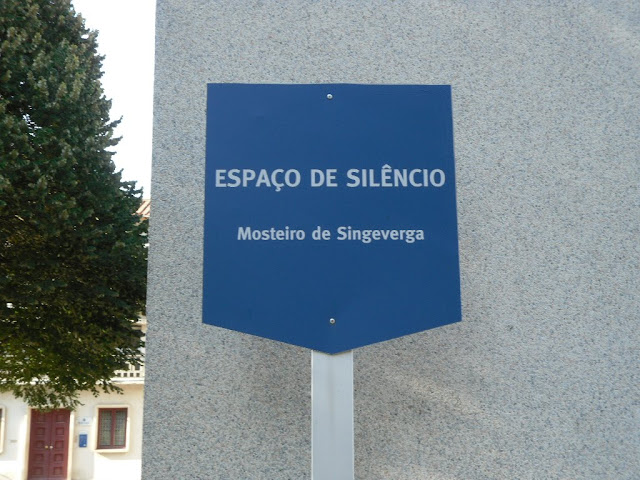 ESPAÇO DE SILÊNCIO
Mosteiro de Singeverga